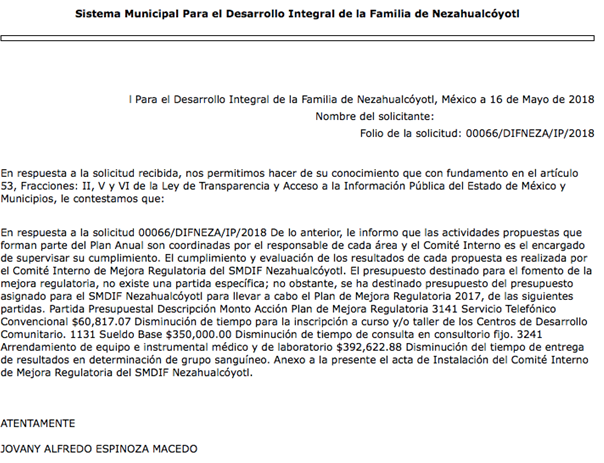 Sistema Municipal Para el Desarrollo Integral de la Familia de Nezahualcóyotl
l Para el Desarrollo Integral de la Familia de Nezahualcóyotl, México a 16 de Mayo de 2018
Nombre del solicitante:
Folio de la solicitud: 00066/DIFNEZA/IP/2018
En respuesta a la solicitud recibida, nos permitimos hacer de su conocimiento que con fundamento en el artículo
53, Fracciones: II, V y VI de la Ley de Transparencia y Acceso a la Información Pública del Estado de México y
Municipios, le contestamos que:
En respuesta a la solicitud 00066/DIFNEZA/IP/2018 De lo anterior, le informo que las actividades propuestas que
forman parte del Plan Anual son coordinadas por el responsable de cada área y el Comité Interno es el encargado
de supervisar su cumplimiento. El cumplimiento y evaluación de los resultados de cada propuesta es realizada por
el Comité Interno de Mejora Regulatoria del SMDIF Nezahualcóyotl. El presupuesto destinado para el fomento de la
mejora regulatoria, no existe una partida específica; no obstante, se ha destinado presupuesto del presupuesto
asignado para el SMDIF Nezahualcóyotl para llevar a cabo el Plan de Mejora Regulatoria 2017, de las siguientes
partidas. Partida Presupuestal Descripción Monto Acción Plan de Mejora Regulatoria 3141 Servicio Telefónico
Convencional $60,817.07 Disminución de tiempo para la inscripción a curso y/o taller de los Centros de Desarrollo
Comunitario. 1131 Sueldo Base $350,000.00 Disminución de tiempo de consulta en consultorio fijo. 3241
Arrendamiento de equipo e instrumental médico y de laboratorio $392,622.88 Disminución del tiempo de entrega
de resultados en determinación de grupo sanguíneo. Anexo a la presente el acta de Instalación del Comité Interno
de Mejora Regulatoria del SMDIF Nezahualcóyotl.
ATENTAMENTE
JOVANY ALFREDO ESPINOZA MACEDO